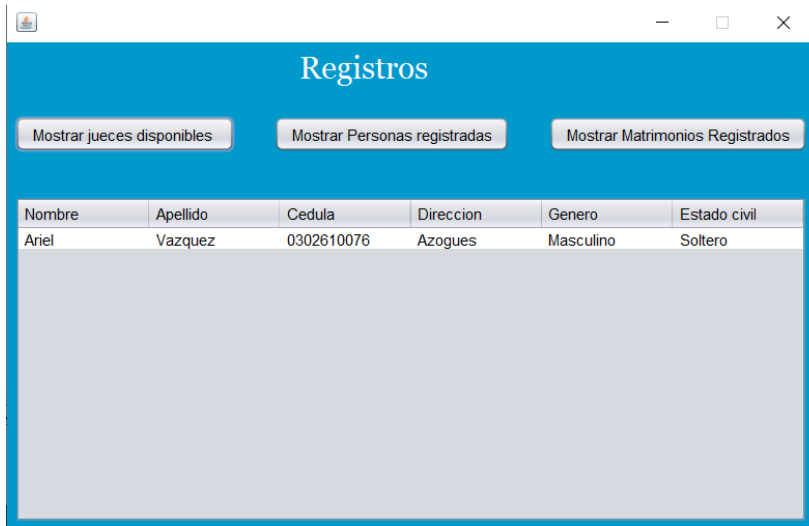 Registros
Mostrar jueces disponibles Mostrar Personas registradas Mostrar Matrimonios Registrados
Nombre Apellido Cedula Direccion Genero Estado civil
Ariel Vazquez 0302610076 Azogues Masculino Soltero